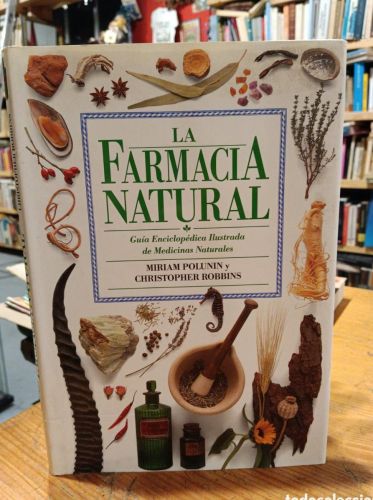 LA
FARMACIA
NATURAL
Guía Enciclopédica Ilustrada
de Medicinas Naturales
MIRIAM POLUNIN y
CHRISTOPHER ROBBINS